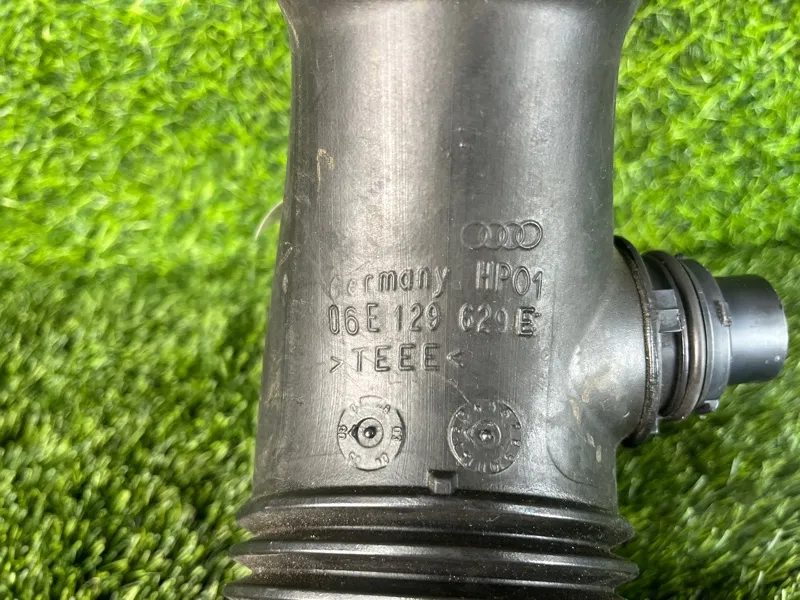 Germany HP01
06E 129 629 E
>TEEE<